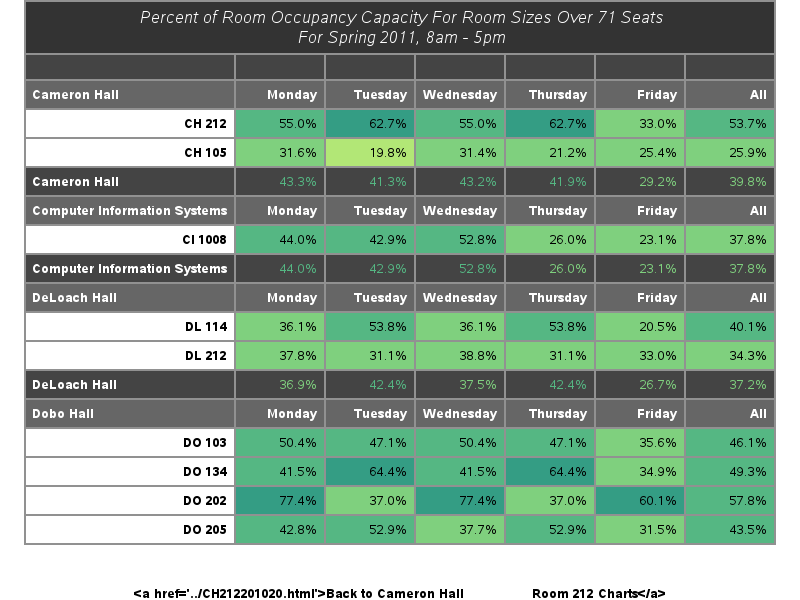 Percent of Room Occupancy Capacity For Room Sizes Over 71 Seats
For Spring 2011, 8am - 5pm
Cameron Hall Monday Tuesday Wednesday Thursday Friday All
CH 212 55.0% 62.7% 55.0% 62.7% 33.0% 53.7%
CH 105 31.6% 19.8% 31.4% 21.2% 25.4% 25.9%
Cameron Hall 43.3% 41.3% 43.2% 41.9% 29.2% 39.8%
Computer Information Systems Monday Tuesday Wednesday Thursday Friday All
CI 1008 44.0% 42.9% 52.8% 26.0% 23.1% 37.8%
Computer Information Systems 44.0% 42.9% 52.8% 26.0% 23.1% 37.8%
DeLoach Hall Monday Tuesday Wednesday Thursday Friday All
DL 114 36.1% 53.8% 36.1% 53.8% 20.5% 40.1%
DL 212 37.8% 31.1% 38.8% 31.1% 33.0% 34.3%
DeLoach Hall 36.9% 42.4% 37.5% 42.4% 26.7% 37.2%
Dobo Hall Monday Tuesday Wednesday Thursday Friday All
DO 103 50.4% 47.1% 50.4% 47.1% 35.6% 46.1%
DO 134 41.5% 64.4% 41.5% 64.4% 34.9% 49.3%
DO 202 77.4% 37.0% 77.4% 37.0% 60.1% 57.8%
DO 205 42.8% 52.9% 37.7% 52.9% 31.5% 43.5%
<a href='../CH212201020.html'>Back to Cameron Hall Room 212 Charts</a>